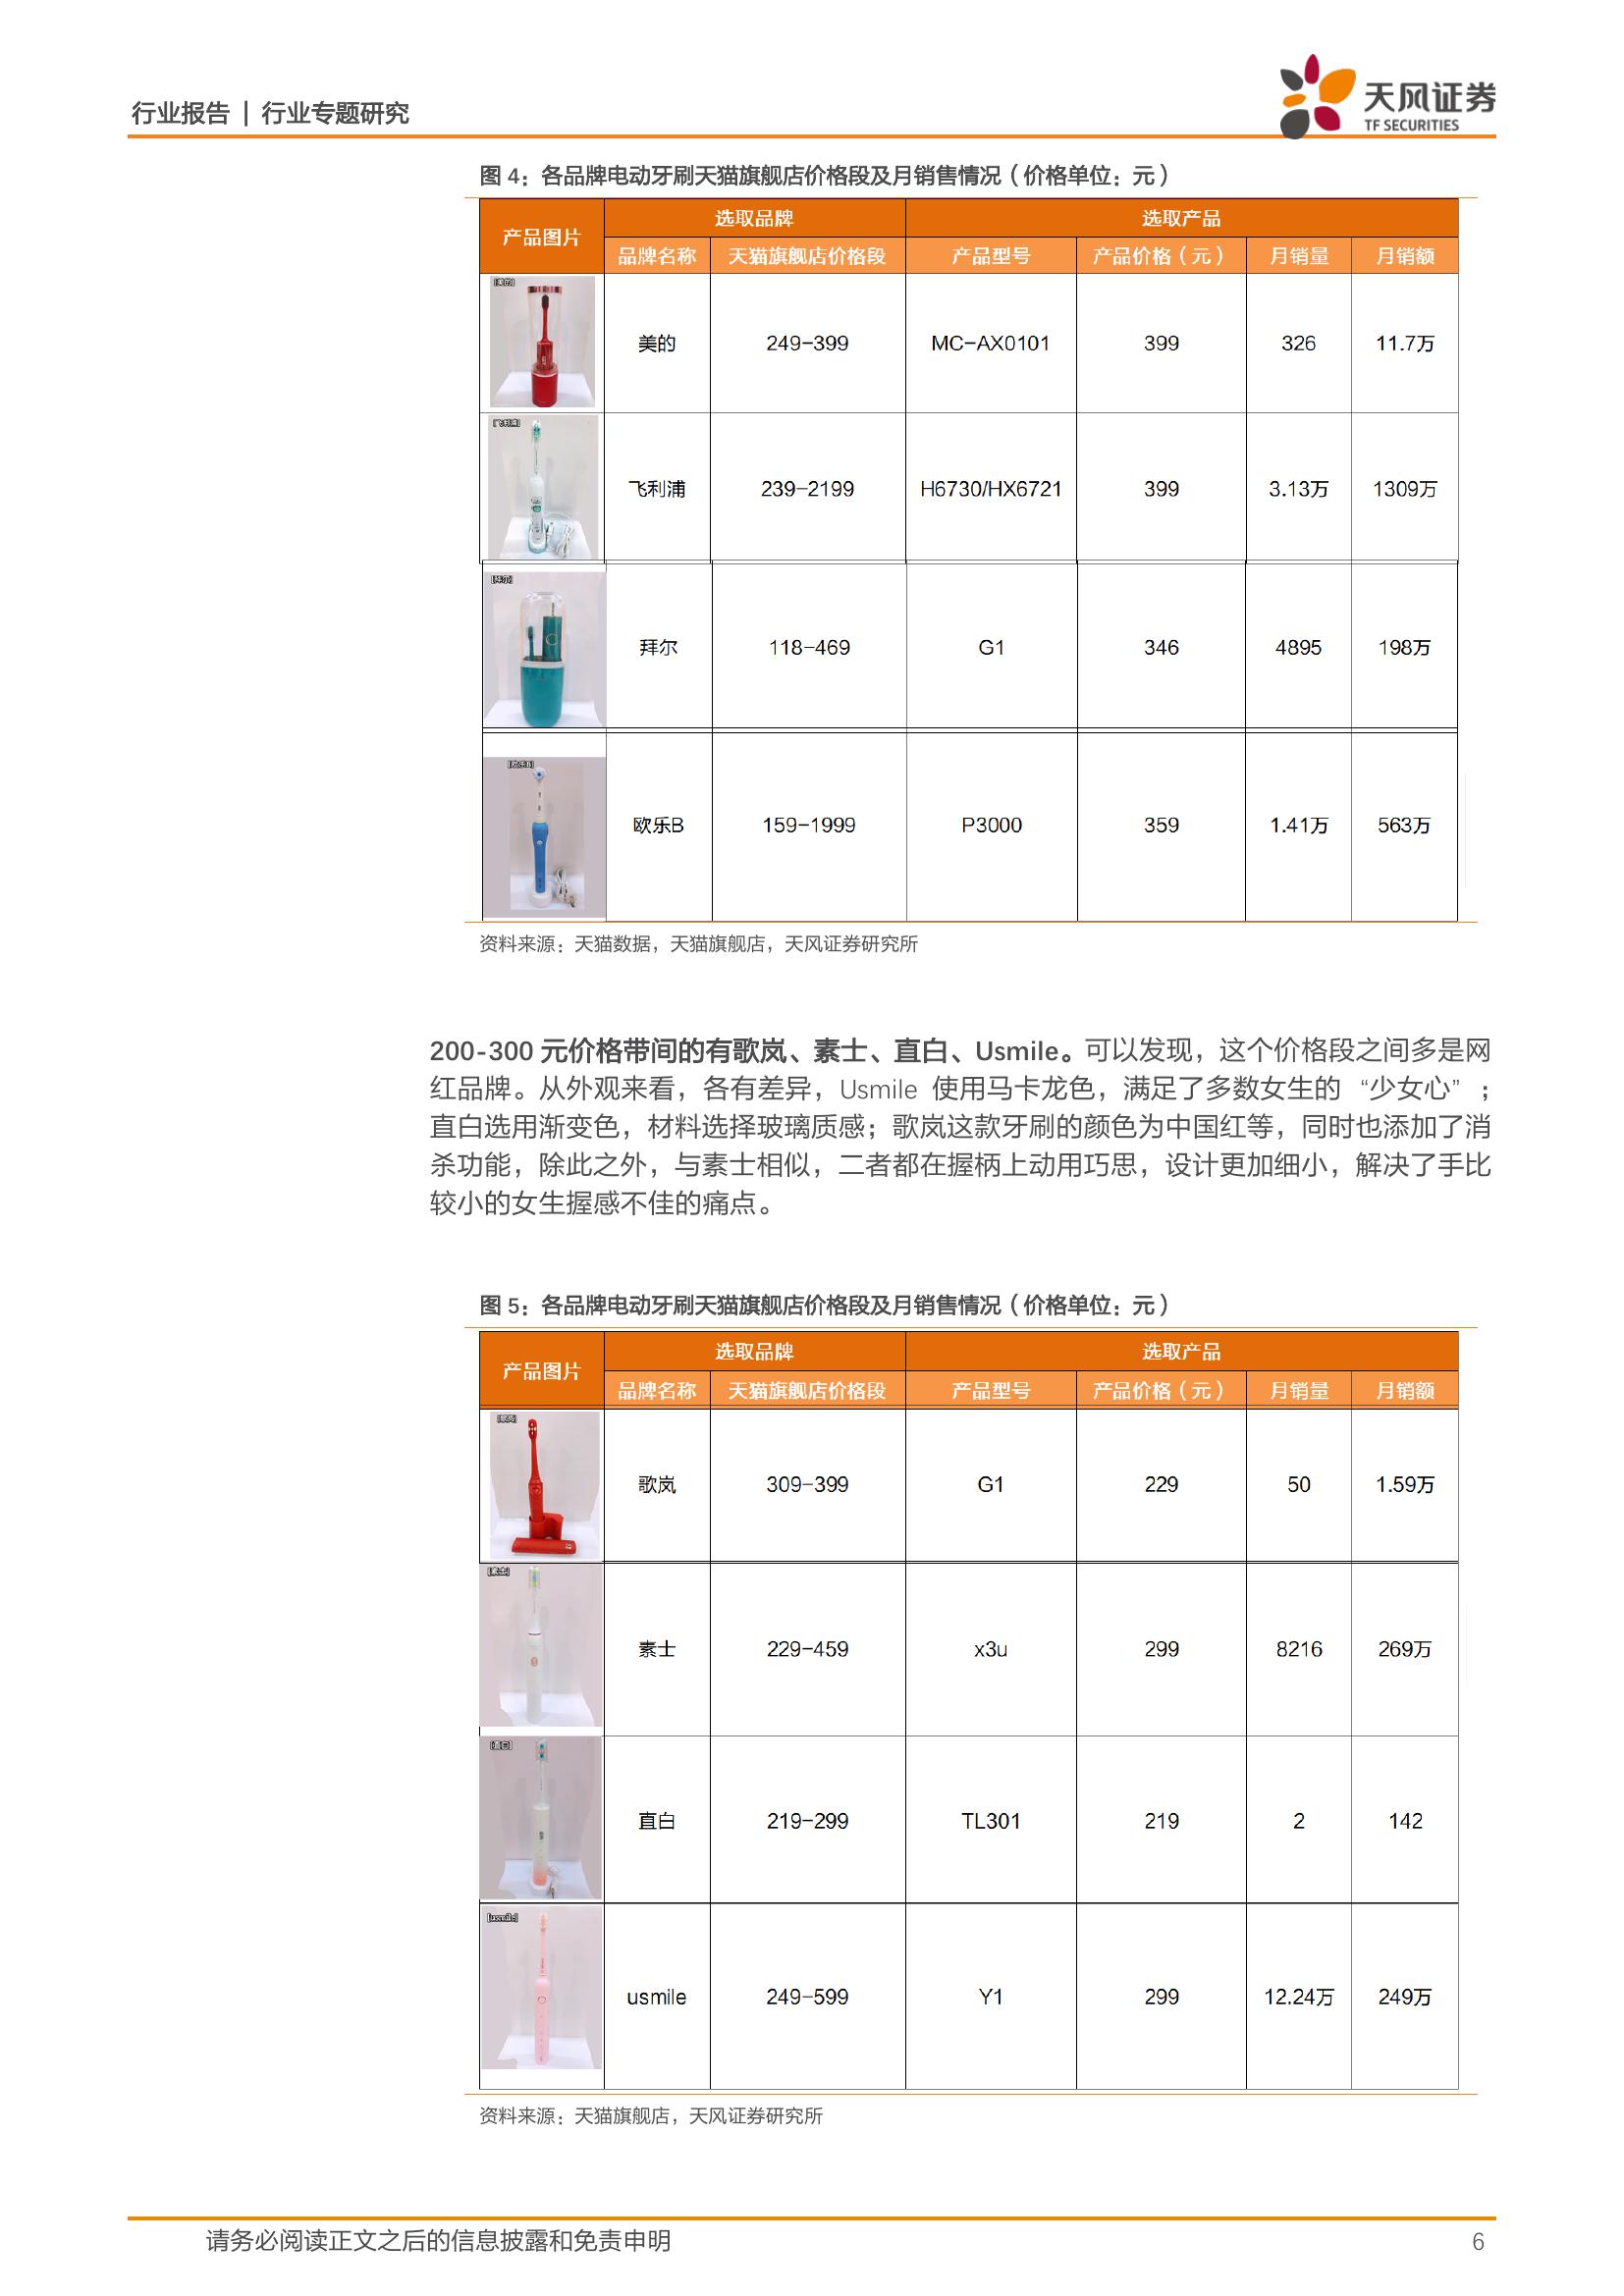 行业报告 | 行业专题研究
天风证券
TF SECURITIES
图 4：各品牌电动牙刷天猫旗舰店价格段及月销售情况（价格单位：元）
产品图片 选取品牌 选取产品
品牌名称 天猫旗舰店价格段 产品型号 产品价格（元） 月销量 月销额
美的 249-399 MC-AX0101 399 326 11.7万
[飞利浦]
飞利浦 239-2199 H6730/HX6721 399 3.13万 1309万
[拜尔]
拜尔 118-469 G1 346 4895 198万
欧乐B 159-1999 P3000 359 1.41万 563万
资料来源：天猫数据，天猫旗舰店，天风证券研究所
200-300 元价格带间的有歌岚、素士、直白、Usmile。可以发现，这个价格段之间多是网
红品牌。从外观来看，各有差异，Usmile 使用马卡龙色，满足了多数女生的 “少女心” ；
直白选用渐变色，材料选择玻璃质感；歌岚这款牙刷的颜色为中国红等，同时也添加了消
杀功能，除此之外，与素士相似，二者都在握柄上动用巧思，设计更加细小，解决了手比
较小的女生握感不佳的痛点。
图 5：各品牌电动牙刷天猫旗舰店价格段及月销售情况（价格单位：元）
产品图片 选取品牌 选取产品
品牌名称 天猫旗舰店价格段 产品型号 产品价格（元） 月销量 月销额
歌岚 309-399 G1 229 50 1.59万
[素士]
素士 229-459 x3u 299 8216 269万
[直白]
直白 219-299 TL301 219 2 142
[usmile]
usmile 249-599 Y1 299 12.24万 249万
资料来源：天猫旗舰店，天风证券研究所
请务必阅读正文之后的信息披露和免责申明 6